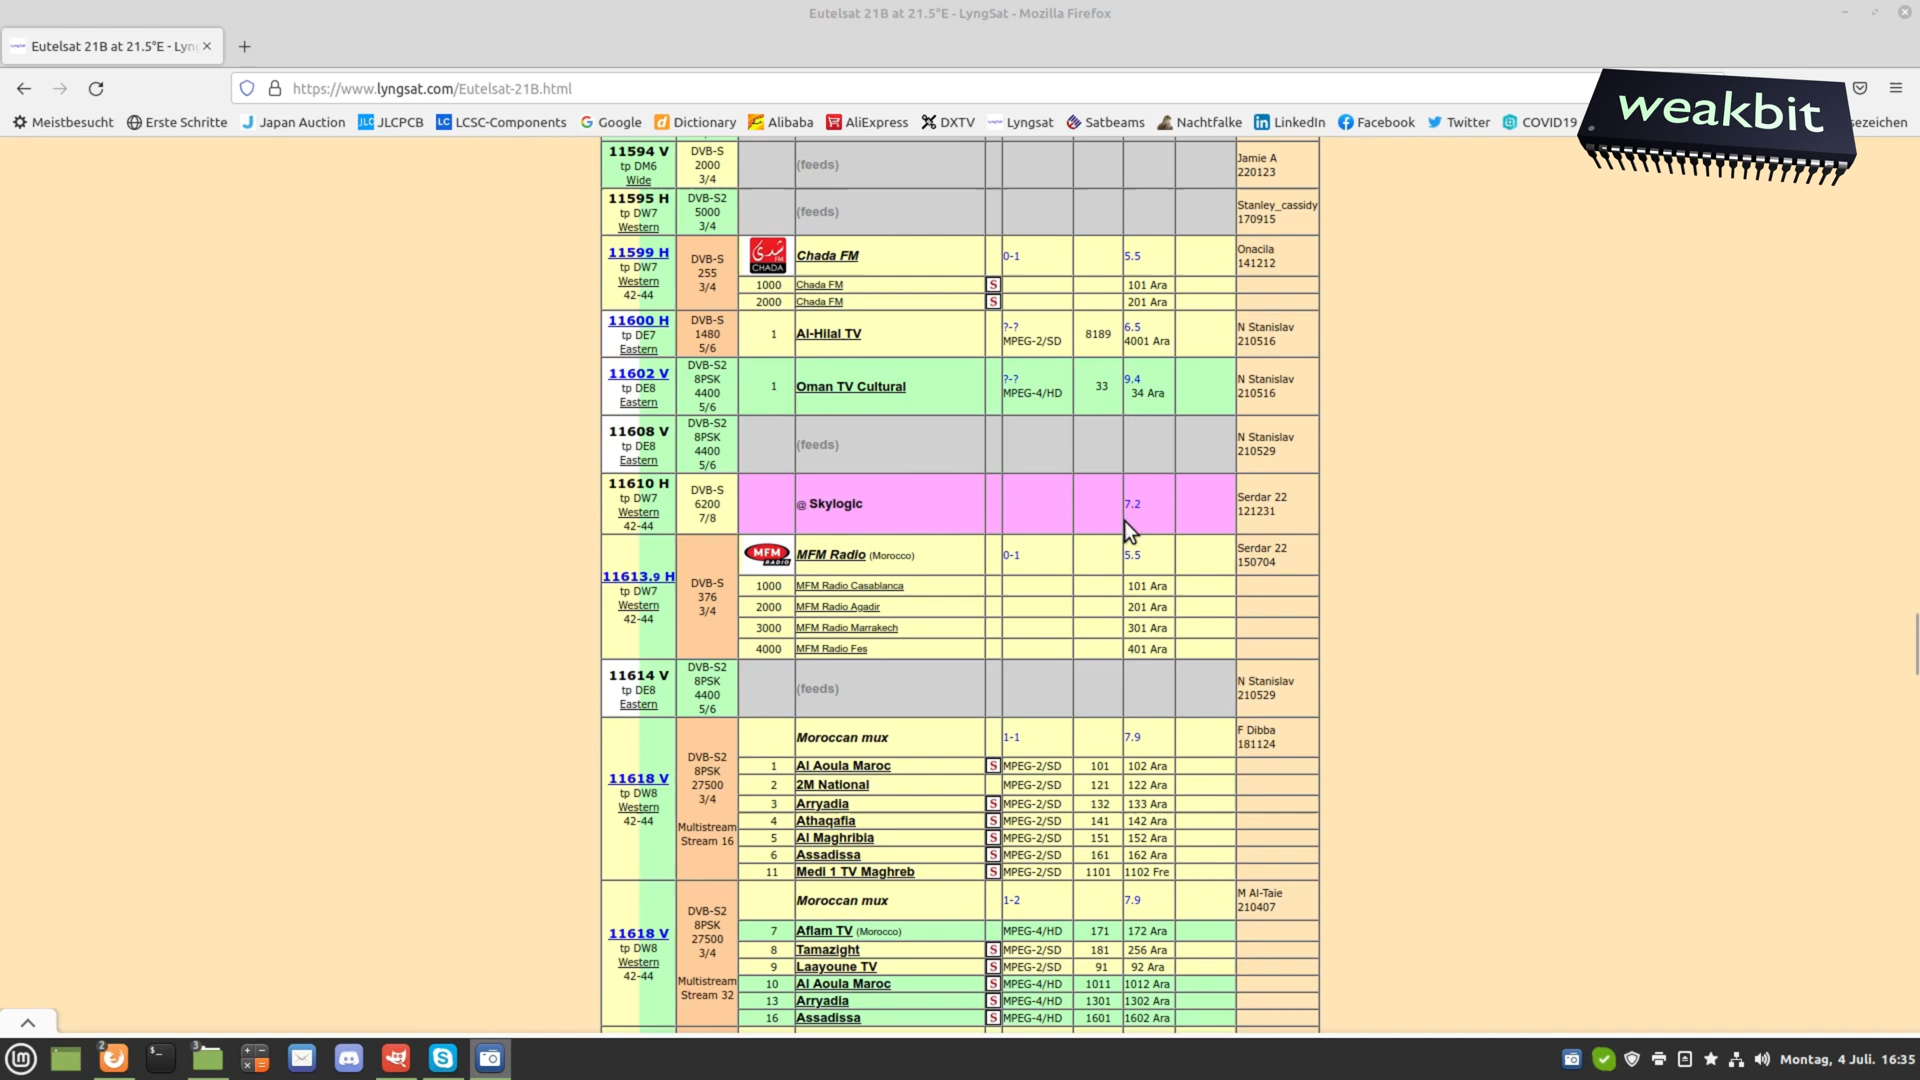 Eutelsat 21B at 21.5°E - LyngSat - Mozilla Firefox
Eutelsat 21B at 21.5°E - Lyn
https://www.lyngsat.com/Eutelsat-21B.html
weakbit
Meistbesucht Erste Schritte Japan Auction JLCPCB LCSC-Components Google Dictionary Alibaba AliExpress DXTV Lyngsat Satbeams Nachtfalke LinkedIn Facebook Twitter COVID19 sezeichen
11594 V
tp DM6
Wide
DVB-S
2000
3/4
(feeds)
Jamie A
220123
11595 H
tp DW7
Western
DVB-S2
5000
3/4
(feeds)
Stanley_cassidy
170915
11599 H
tp DW7
Western
42-44
DVB-S
255
3/4
شدى
FM
CHADA
Chada FM 0-1 5.5
Onacila
141212
1000 Chada FM S 101 Ara
2000 Chada FM S 201 Ara
11600 H
tp DE7
Eastern
DVB-S
1480
5/6
1 Al-Hilal TV
?-?
MPEG-2/SD
8189
6.5
4001 Ara
N Stanislav
210516
11602 V
tp DE8
Eastern
DVB-S2
8PSK
4400
5/6
1 Oman TV Cultural
?-?
MPEG-4/HD
33
9.4
34 Ara
N Stanislav
210516
11608 V
tp DE8
Eastern
DVB-S2
8PSK
4400
5/6
(feeds)
N Stanislav
210529
11610 H
tp DW7
Western
42-44
DVB-S
6200
7/8
@ Skylogic 7.2
Serdar 22
121231
11613.9 H
tp DW7
Western
42-44
DVB-S
376
3/4
MFM
RADIO
MFM Radio (Morocco) 0-1 5.5
Serdar 22
150704
1000 MFM Radio Casablanca 101 Ara
2000 MFM Radio Agadir 201 Ara
3000 MFM Radio Marrakech 301 Ara
4000 MFM Radio Fes 401 Ara
11614 V
tp DE8
Eastern
DVB-S2
8PSK
4400
5/6
(feeds)
N Stanislav
210529
11618 V
tp DW8
Western
42-44
DVB-S2
8PSK
27500
3/4
Multistream
Stream 16
Moroccan mux 1-1 7.9
F Dibba
181124
1 Al Aoula Maroc S MPEG-2/SD 101 102 Ara
2 2M National MPEG-2/SD 121 122 Ara
3 Arryadia S MPEG-2/SD 132 133 Ara
4 Athaqafia S MPEG-2/SD 141 142 Ara
5 Al Maghribia S MPEG-2/SD 151 152 Ara
6 Assadissa S MPEG-2/SD 161 162 Ara
11 Medi 1 TV Maghreb S MPEG-2/SD 1101 1102 Fre
11618 V
tp DW8
Western
42-44
DVB-S2
8PSK
27500
3/4
Multistream
Stream 32
Moroccan mux 1-2 7.9
M Al-Taie
210407
7 Aflam TV (Morocco) MPEG-4/HD 171 172 Ara
8 Tamazight S MPEG-2/SD 181 256 Ara
9 Laayoune TV S MPEG-2/SD 91 92 Ara
10 Al Aoula Maroc S MPEG-4/HD 1011 1012 Ara
13 Arryadia S MPEG-4/HD 1301 1302 Ara
16 Assadissa S MPEG-4/HD 1601 1602 Ara
2 3 Montag, 4 Juli. 16:35